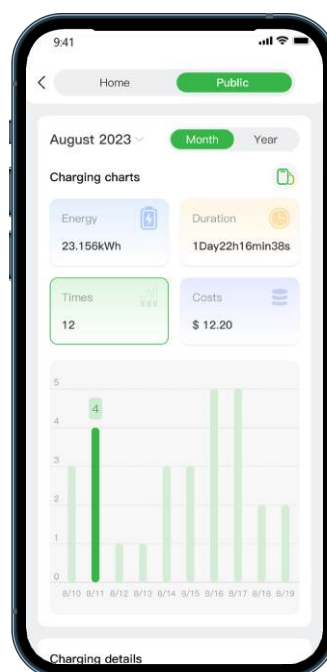 9:41
Home Public
August 2023 Month Year
Charging charts
Energy Duration
23.156kWh 1Day22h16min38s
Times Costs
12 $ 12.20
5
4
4
3
2
1
0
8/10 8/11 8/12 8/13 8/14 8/15 8/16 8/17 8/18 8/19
Charging details